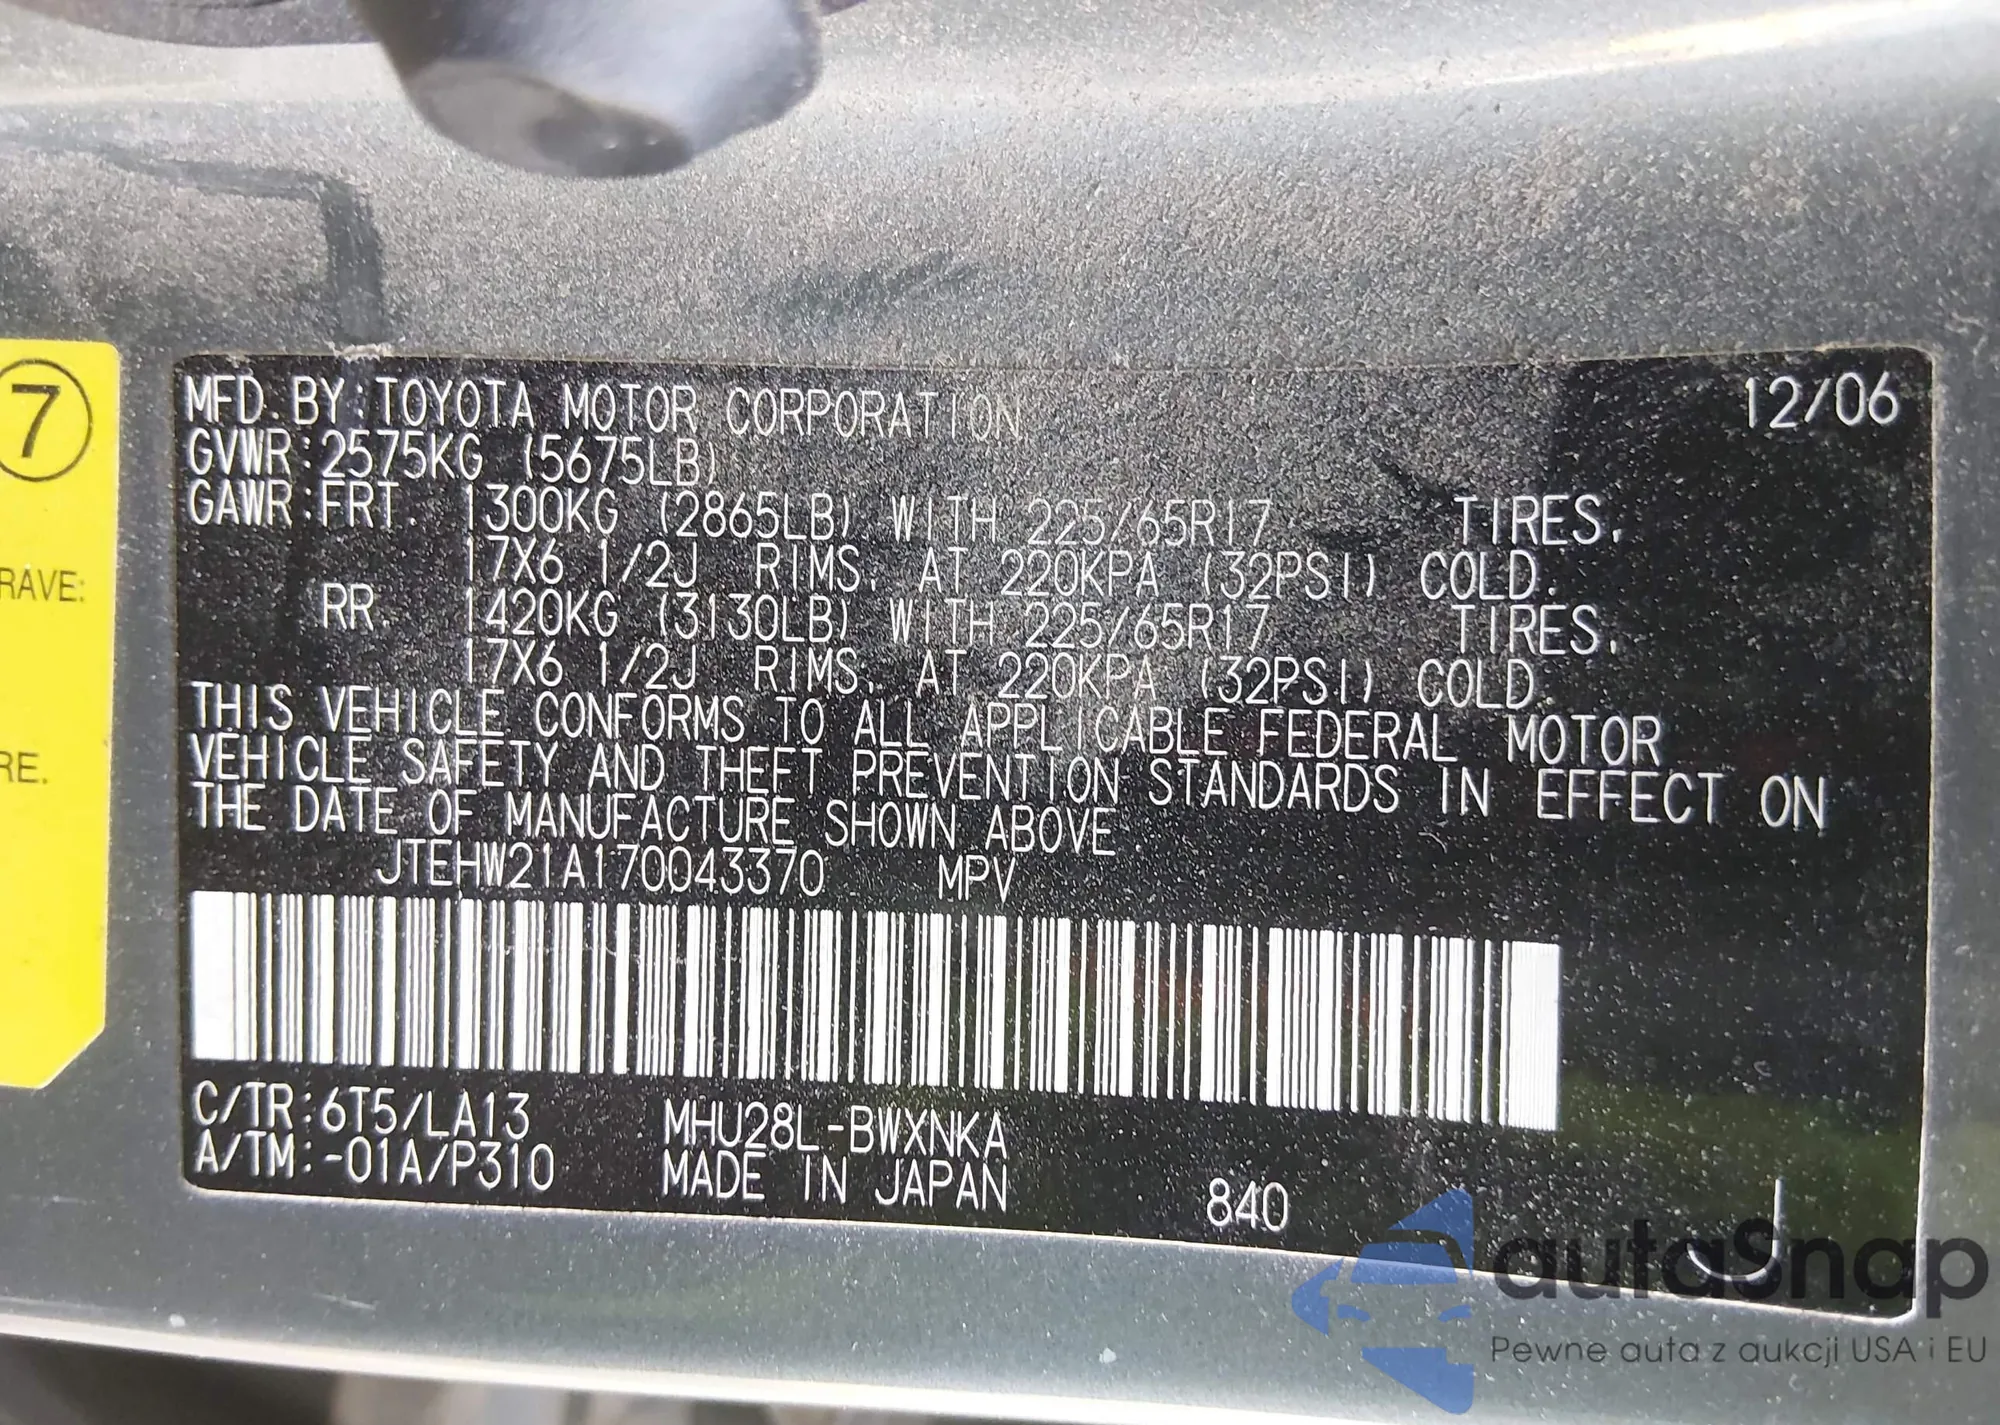 7
RAVE:
RE.
MFD. BY:TOYOTA MOTOR CORPORATION 12/06
GVWR:2575KG (5675LB)
GAWR:FRT. 1300KG (2865LB) WITH 225/65R17 TIRES.
17X6 1/2J RIMS. AT 220KPA (32PSI) COLD.
RR. 1420KG (3130LB) WITH 225/65R17 TIRES.
17X6 1/2J RIMS. AT 220KPA (32PSI) COLD.
THIS VEHICLE CONFORMS TO ALL APPLICABLE FEDERAL MOTOR
VEHICLE SAFETY AND THEFT PREVENTION STANDARDS IN EFFECT ON
THE DATE OF MANUFACTURE SHOWN ABOVE
JTEHW21A170043370 MPV
C/TR:6T5/LA13 MHU28L-BWXNKA
A/TM:-01A/P310 MADE IN JAPAN 840 J
autaSnap
Pewne auta z aukcji USA i EU